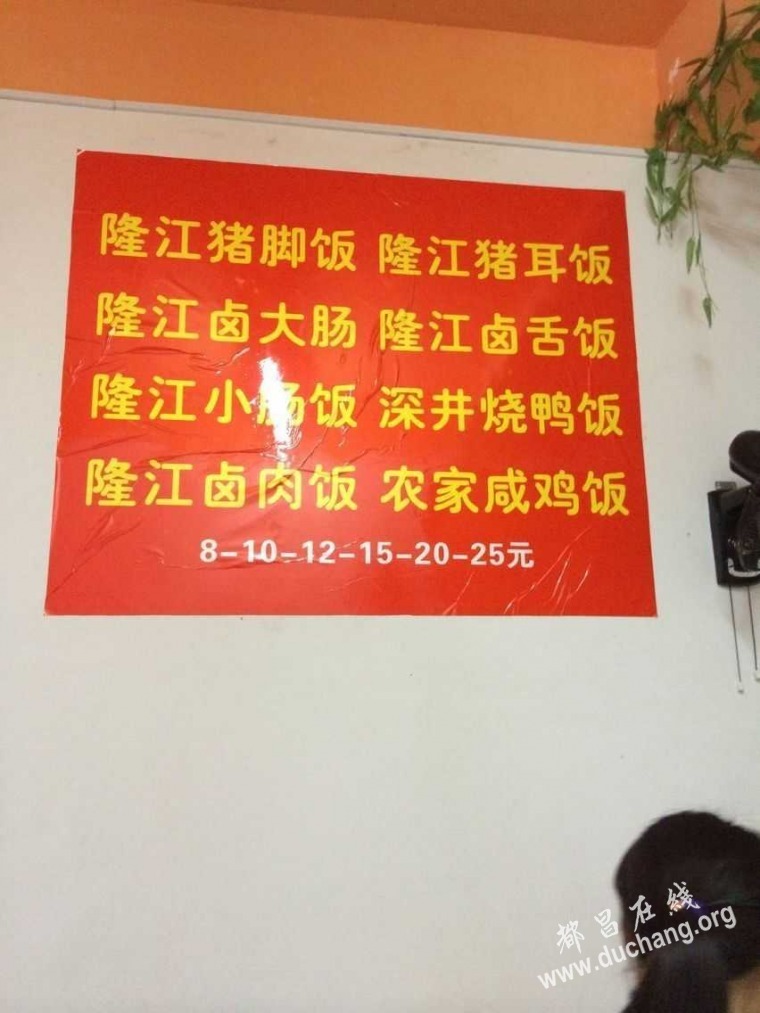 隆江猪脚饭 隆江猪耳饭
隆江卤大肠 隆江卤舌饭
隆江小肠饭 深井烧鸭饭
隆江卤肉饭 农家咸鸡饭
8-10-12-15-20-25元
都昌在綫
www.duchang.org